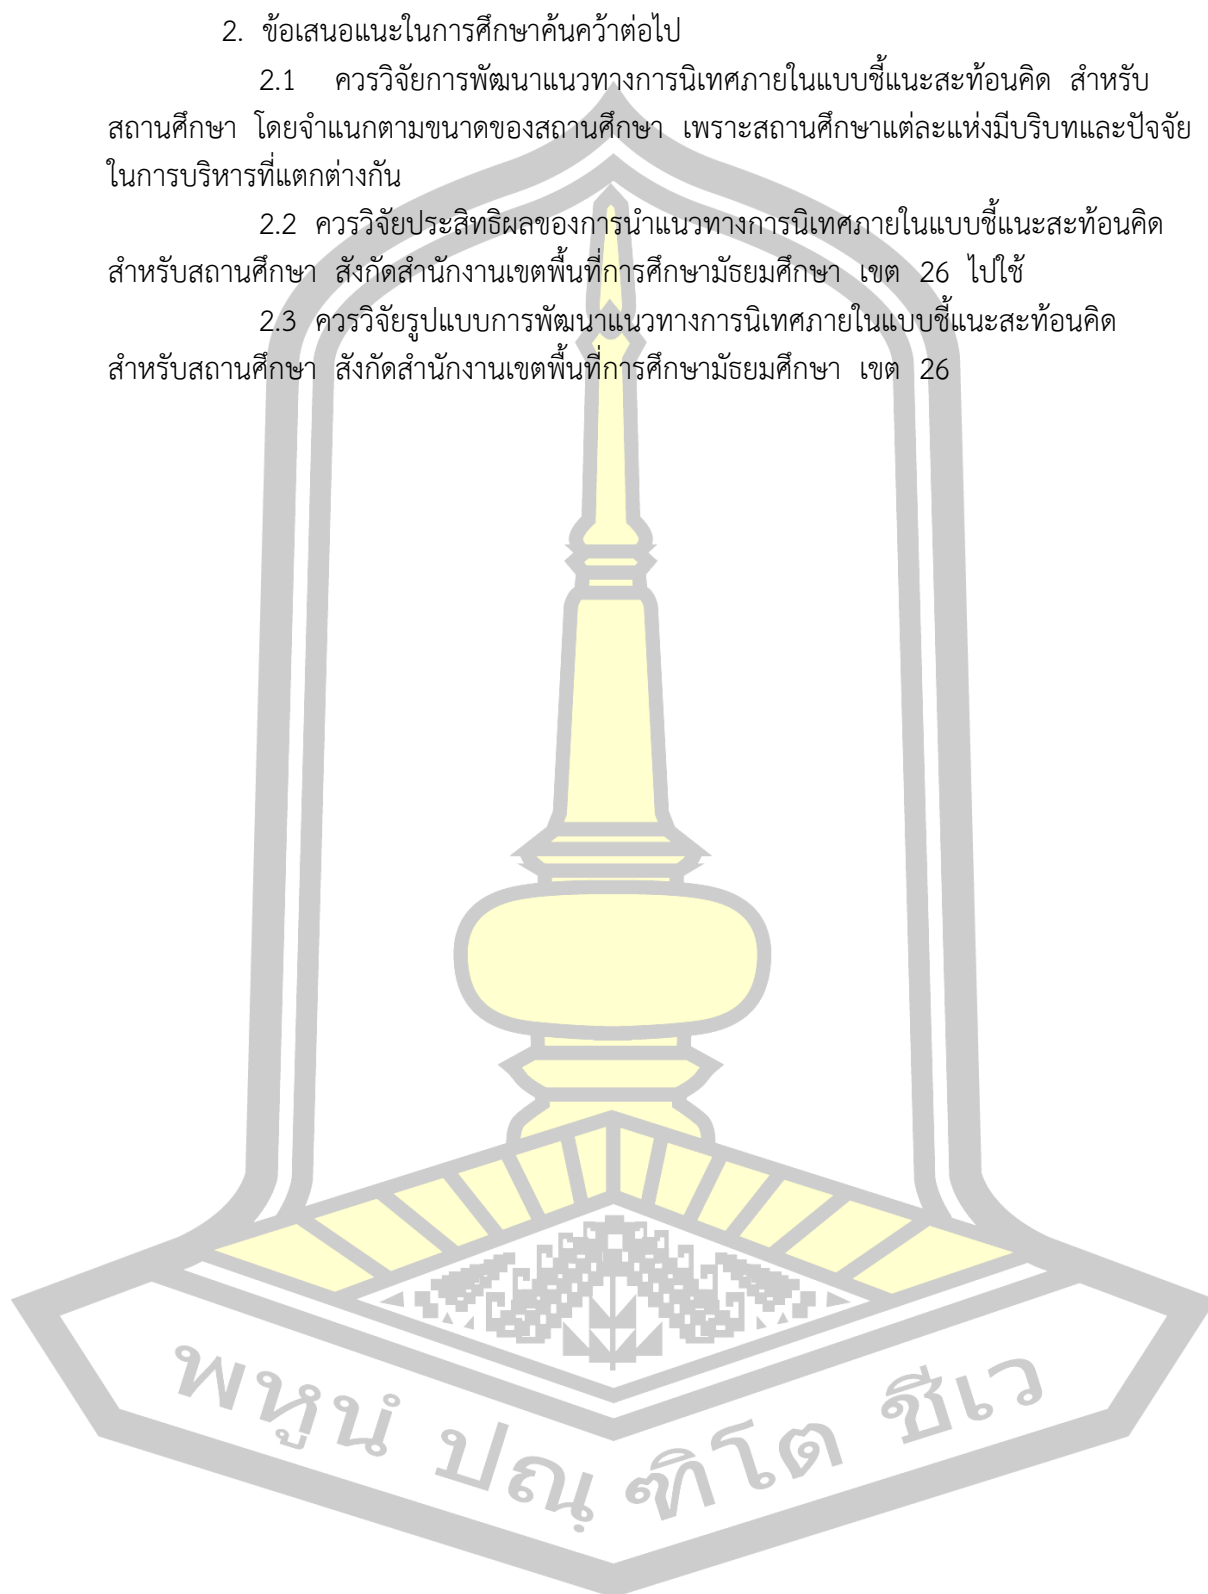 2. ข้อเสนอแนะในการศึกษาค้นคว้าต่อไป
2.1 ควรวิจัยการพัฒนาแนวทางการนิเทศภายในแบบชี้แนะสะท้อนคิด สำหรับ
สถานศึกษา โดยจำแนกตามขนาดของสถานศึกษา เพราะสถานศึกษาแต่ละแห่งมีบริบทและปัจจัย
ในการบริหารที่แตกต่างกัน
2.2 ควรวิจัยประสิทธิผลของการนำแนวทางการนิเทศภายในแบบชี้แนะสะท้อนคิด
สำหรับสถานศึกษา สังกัดสำนักงานเขตพื้นที่การศึกษามัธยมศึกษา เขต 26 ไปใช้
2.3 ควรวิจัยรูปแบบการพัฒนาแนวทางการนิเทศภายในแบบชี้แนะสะท้อนคิด
สำหรับสถานศึกษา สังกัดสำนักงานเขตพื้นที่การศึกษามัธยมศึกษา เขต 26
พหูนํ ปณฺฑิโต ชีเว